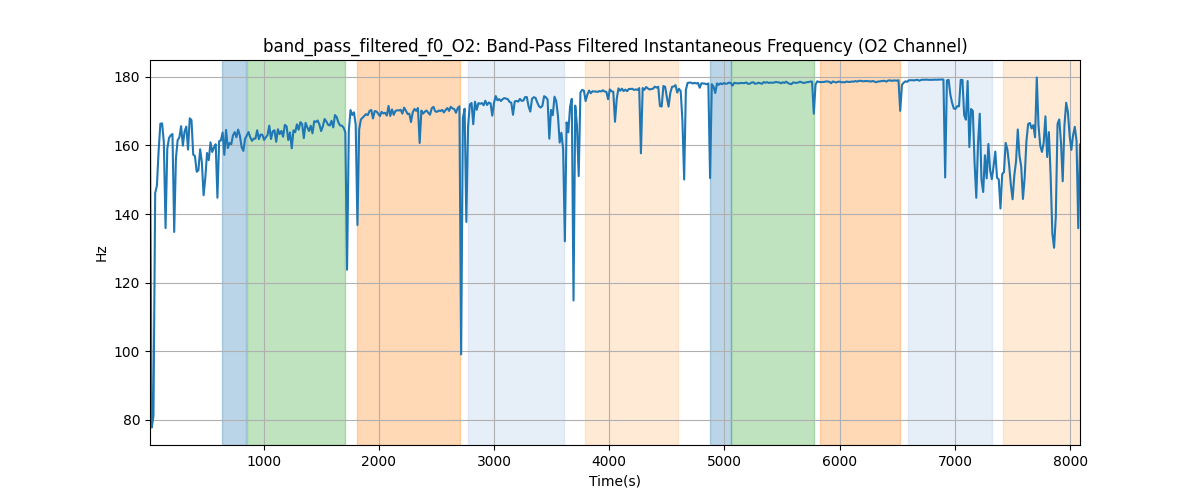 band_pass_filtered_f0_O2: Band-Pass Filtered Instantaneous Frequency (O2 Channel)
180
160
140
120
100
80
Hz
1000 2000 3000 4000 5000 6000 7000 8000
Time(s)